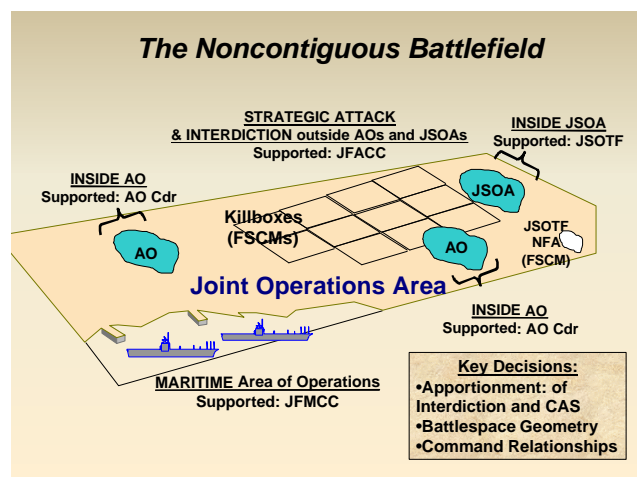 The Noncontiguous Battlefield
STRATEGIC ATTACK
& INTERDICTION outside AOs and JSOAs
Supported: JFACC
INSIDE JSOA
Supported: JSOTF
INSIDE AO
Supported: AO Cdr
JSOA
Killboxes
(FSCMs)
JSOTF
NFA
(FSCM)
AO
AO
Joint Operations Area
INSIDE AO
Supported: AO Cdr
MARITIME Area of Operations
Supported: JFMCC
Key Decisions:
•Apportionment: of
Interdiction and CAS
•Battlespace Geometry
•Command Relationships